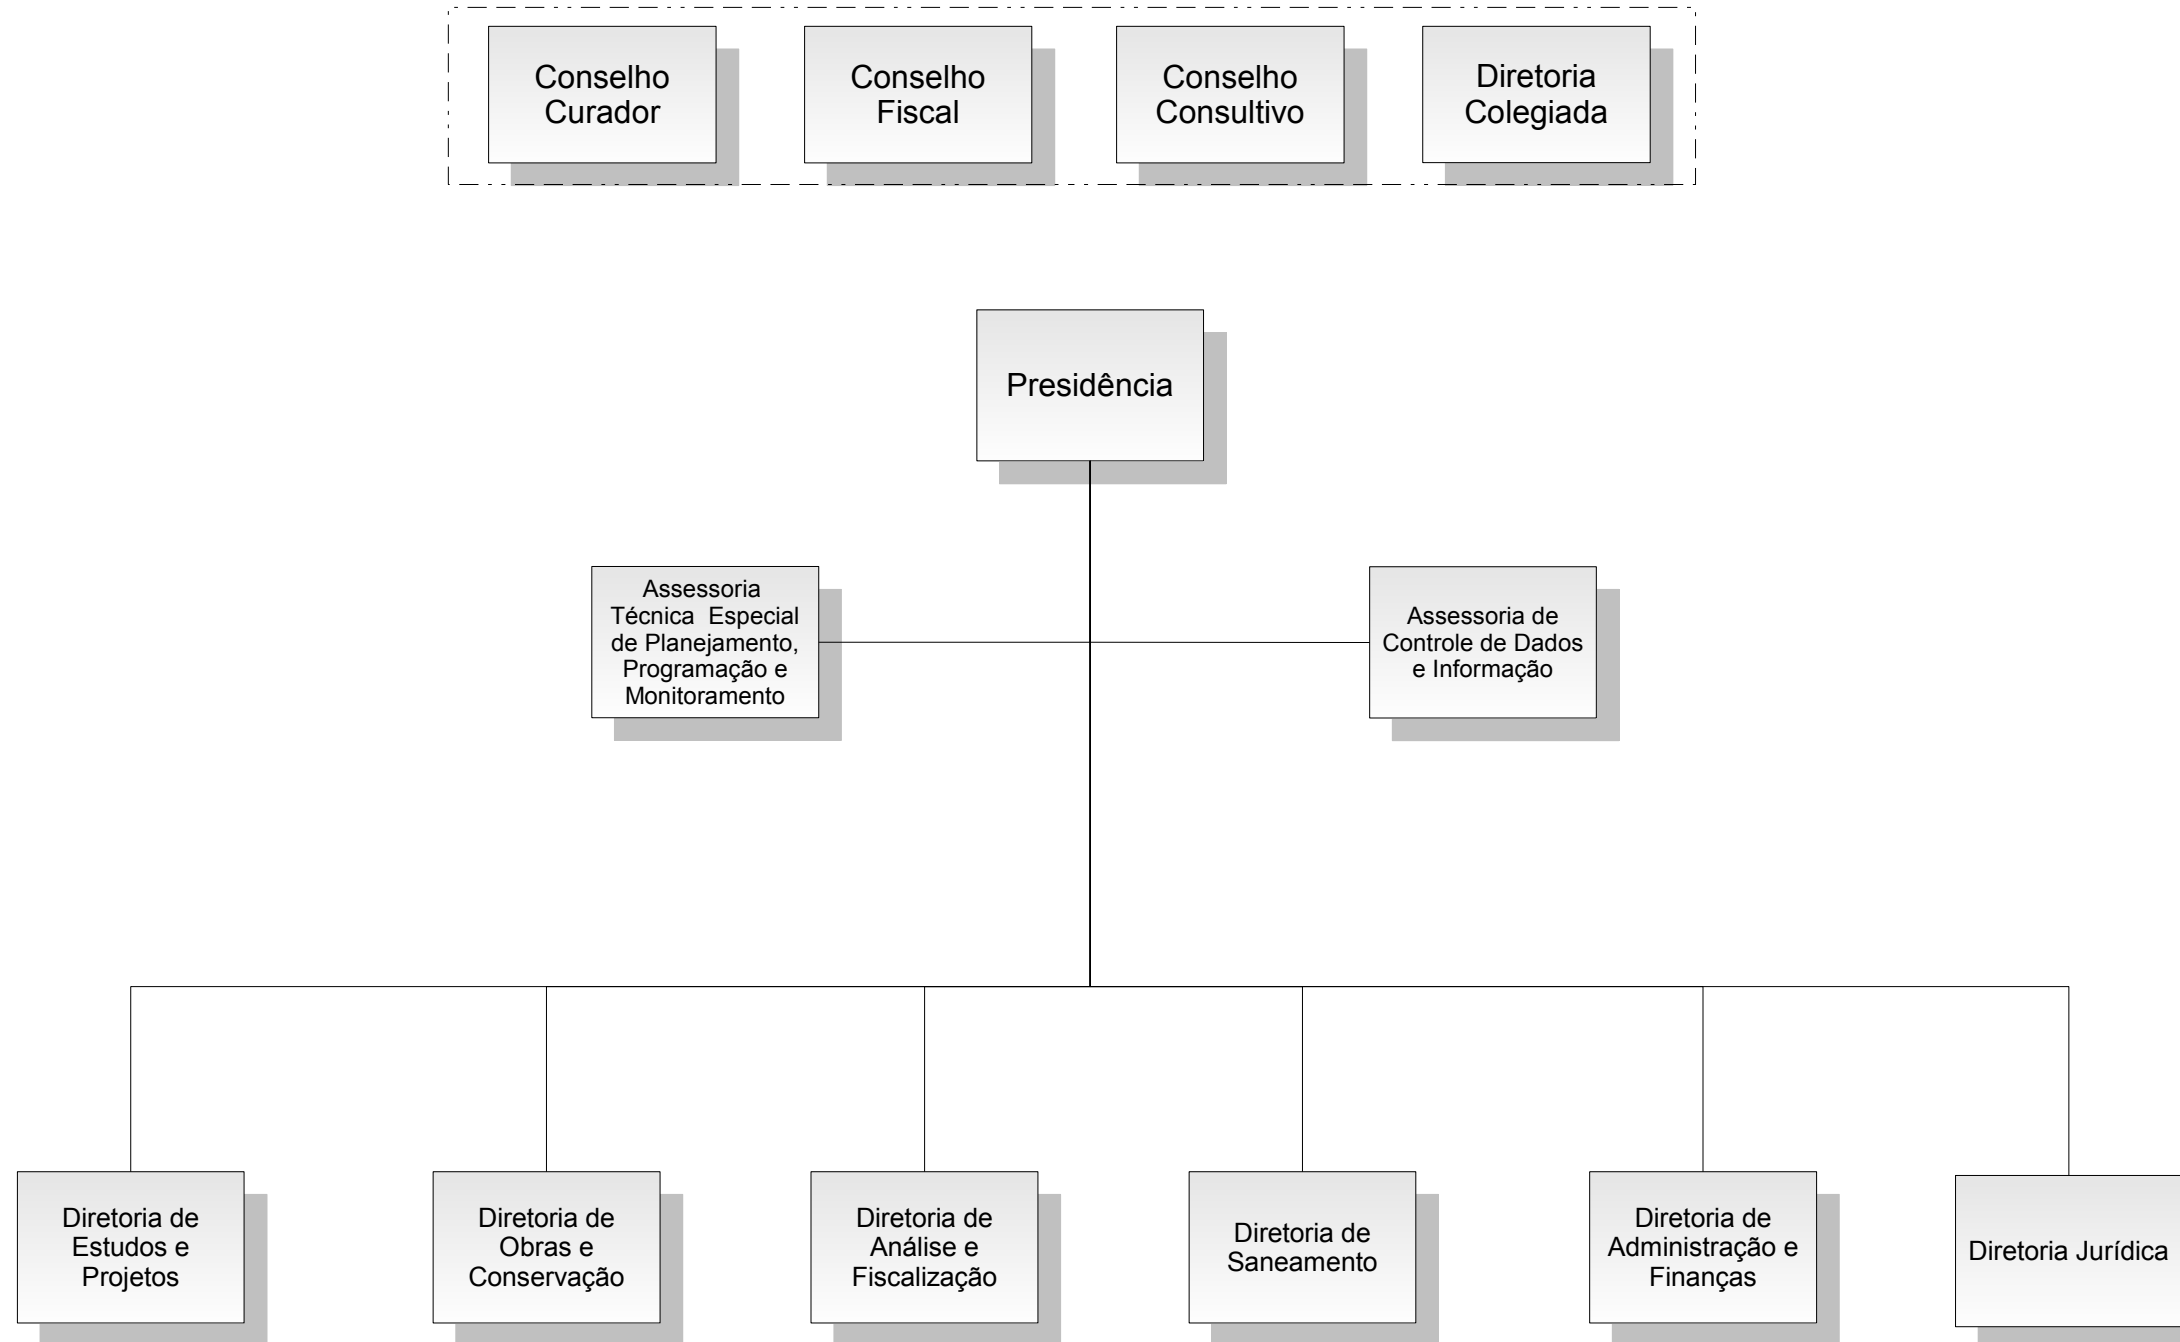 Conselho
Curador
Conselho
Fiscal
Conselho
Consultivo
Diretoria
Colegiada
Presidência
Assessoria
Técnica  Especial
de Planejamento,
Programação e
Monitoramento
Assessoria de
Controle de Dados
e Informação
Diretoria de
Estudos e
Projetos
Diretoria de
Obras e
Conservação
Diretoria de
Análise e
Fiscalização
Diretoria de
Saneamento
Diretoria de
Administração e
Finanças
Diretoria Jurídica